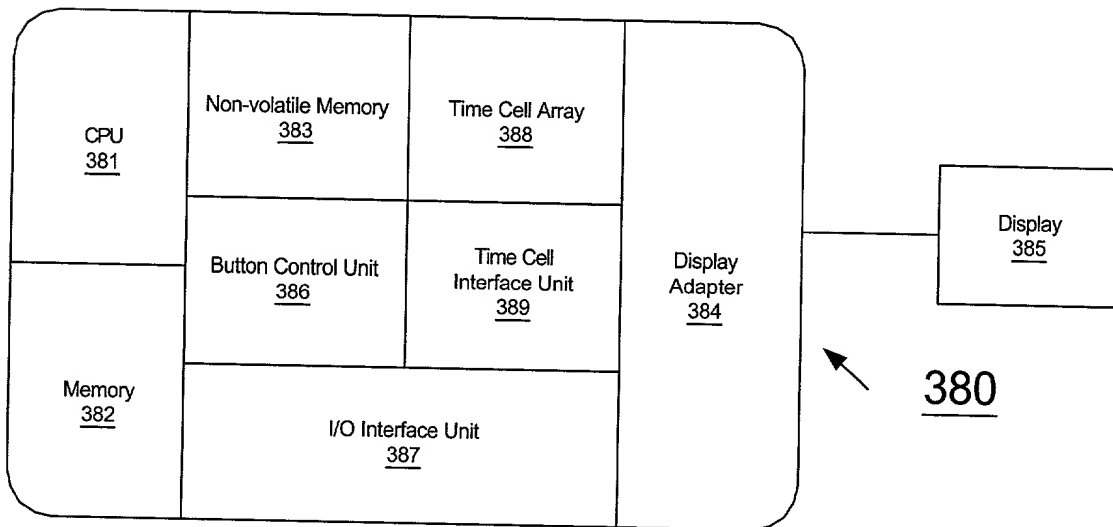 CPU
381
Non-volatile Memory
383
Time Cell Array
388
Button Control Unit
386
Time Cell
Interface Unit
389
Display
Adapter
384
Display
385
Memory
382
I/O Interface Unit
387
380